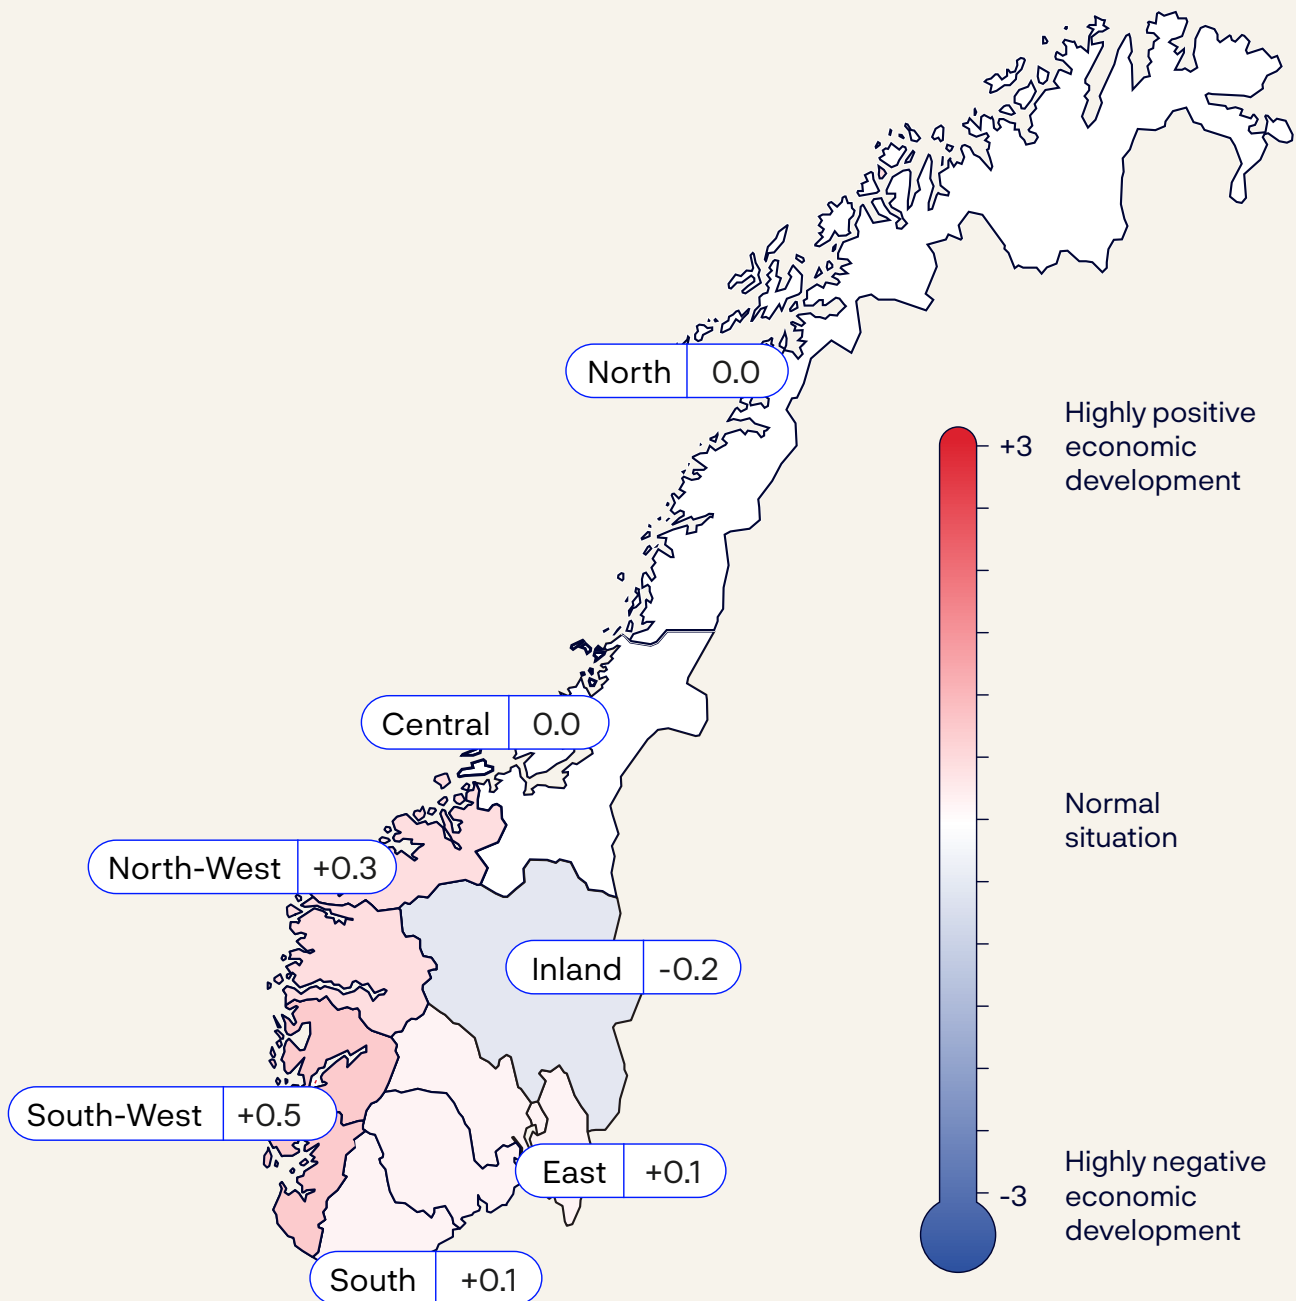 North 0.0
Highly positive
economic
development
+3
Central 0.0
Normal
situation
North-West +0.3
Inland -0.2
South-West +0.5
East +0.1
Highly negative
economic
development
-3
South +0.1